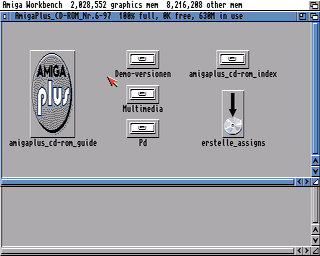 Amiga Workbench  2,028,552 graphics mem  8,216,208 other mem
AmigaPlus_CD-ROM_Nr.6-97  100% full, 0K free, 630M in use
AMIGA
plus
amigaplus_cd-rom_guide
Demo-versionen
Multimedia
Pd
amigaplus_cd-rom_index
erstelle_assigns